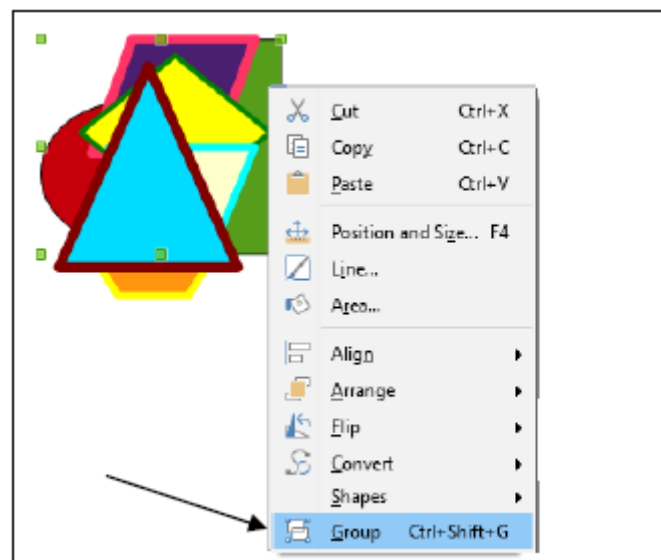 Cut Ctrl+X
Copy Ctrl+C
Paste Ctrl+V
Position and Size... F4
Line...
Area...
Align
Arrange
Flip
Convert
Shapes
Group Ctrl+Shift+G